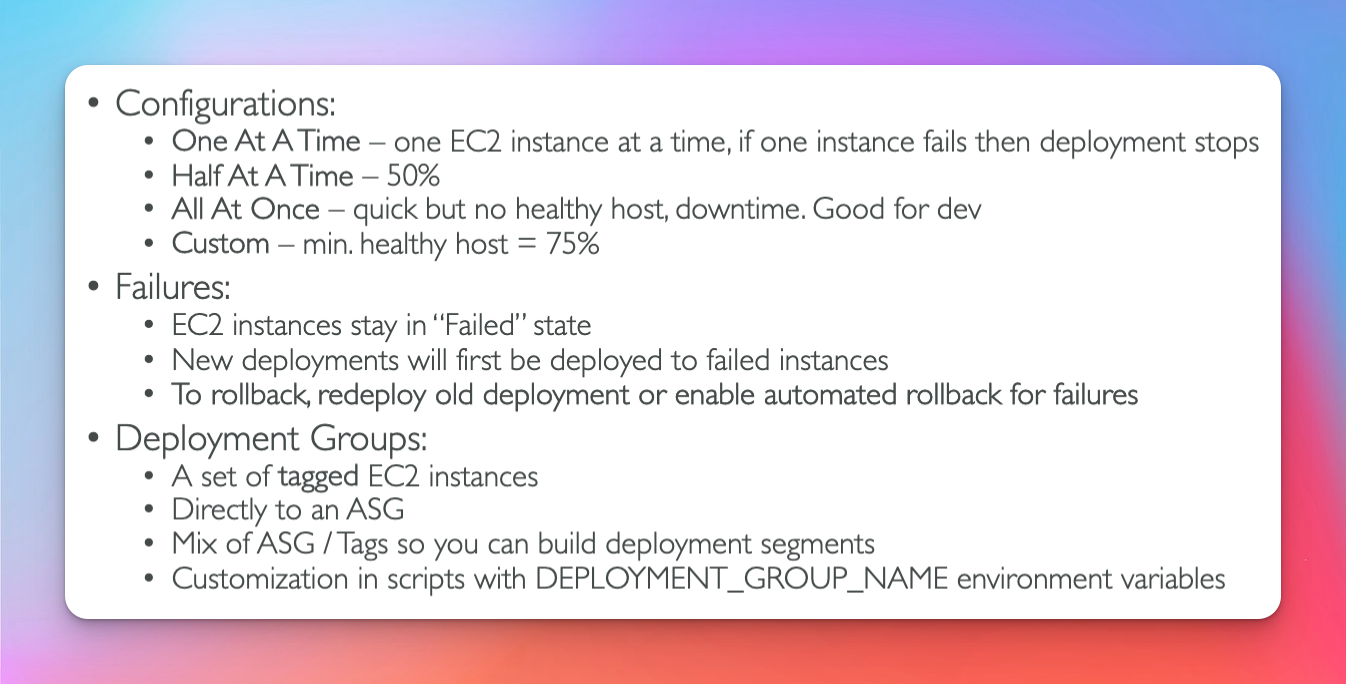 • Configurations:
• One At A Time – one EC2 instance at a time, if one instance fails then deployment stops
• Half At A Time – 50%
• All At Once – quick but no healthy host, downtime. Good for dev
• Custom – min. healthy host = 75%
• Failures:
• EC2 instances stay in “Failed” state
• New deployments will first be deployed to failed instances
• To rollback, redeploy old deployment or enable automated rollback for failures
• Deployment Groups:
• A set of tagged EC2 instances
• Directly to an ASG
• Mix of ASG / Tags so you can build deployment segments
• Customization in scripts with DEPLOYMENT_GROUP_NAME environment variables